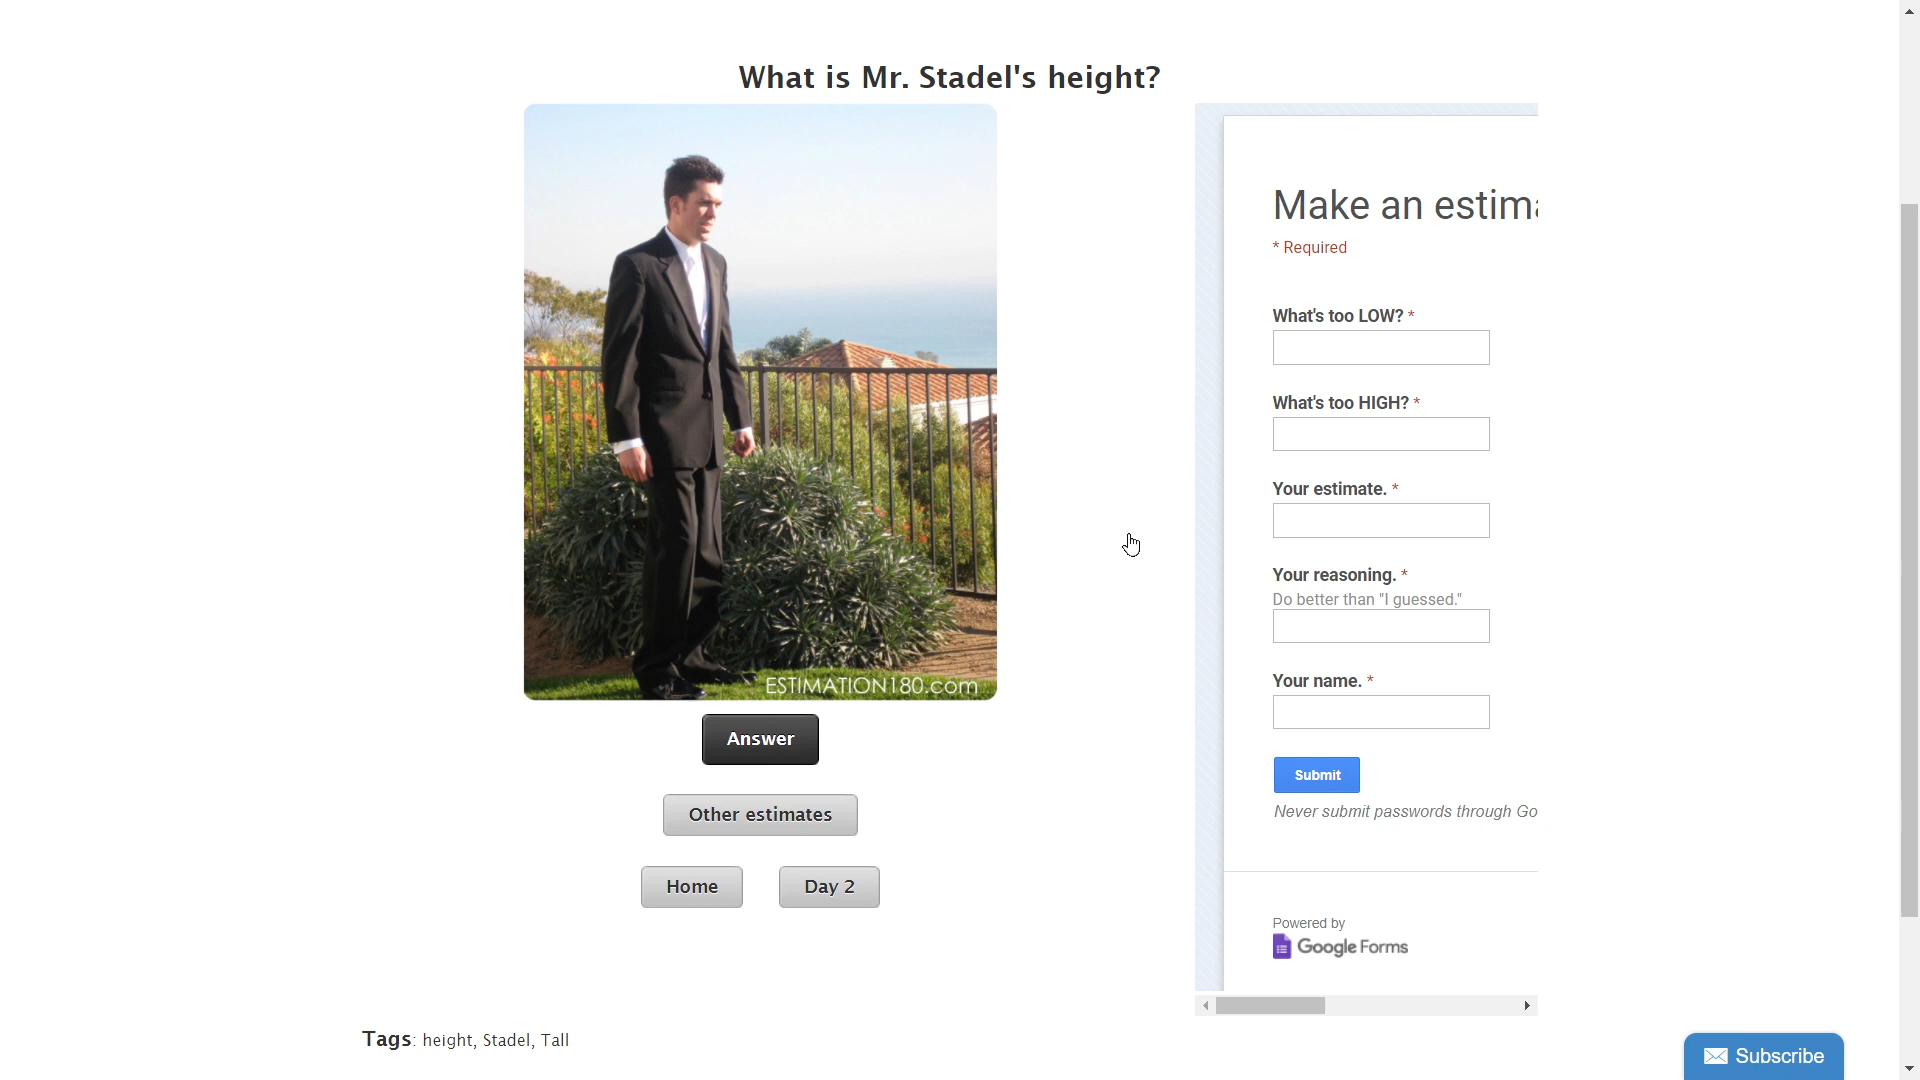 What is Mr. Stadel's height?
ESTIMATION180.com
Answer
Other estimates
Home
Day 2
Tags: height, Stadel, Tall
Make an estima
* Required
What's too LOW? *
What's too HIGH? *
Your estimate. *
Your reasoning. *
Do better than "I guessed."
Your name. *
Submit
Never submit passwords through Go
Powered by
Google Forms
Subscribe